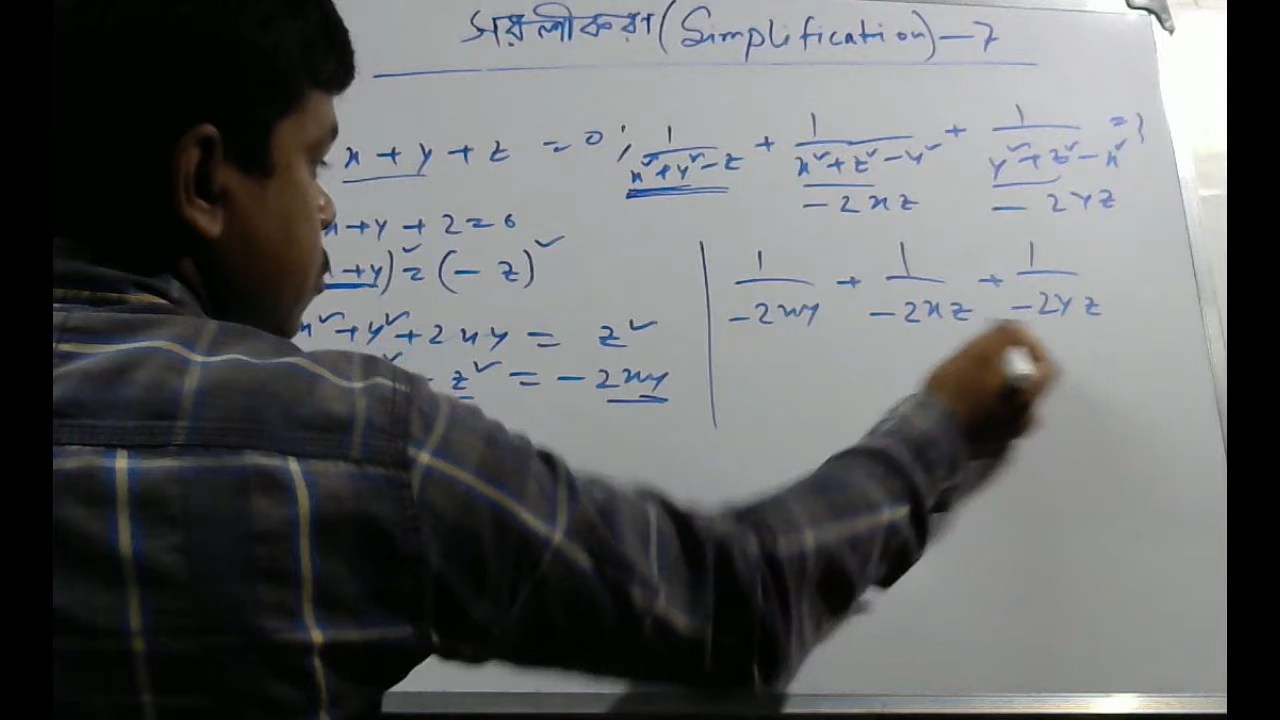 সরলীকরণ (Simplification) – 7
x + y + z = 0 ; 1/(x² + y² – z) + 1/(x² + z² – y²) + 1/(y² + z² – x²) = ?
– 2xz – 2yz
x + y + z = 0
x + y)² = (– z)²
x² + y² + 2xy = z²
– z² = – 2xy
1/(– 2xy) + 1/(– 2xz) + 1/(– 2yz)